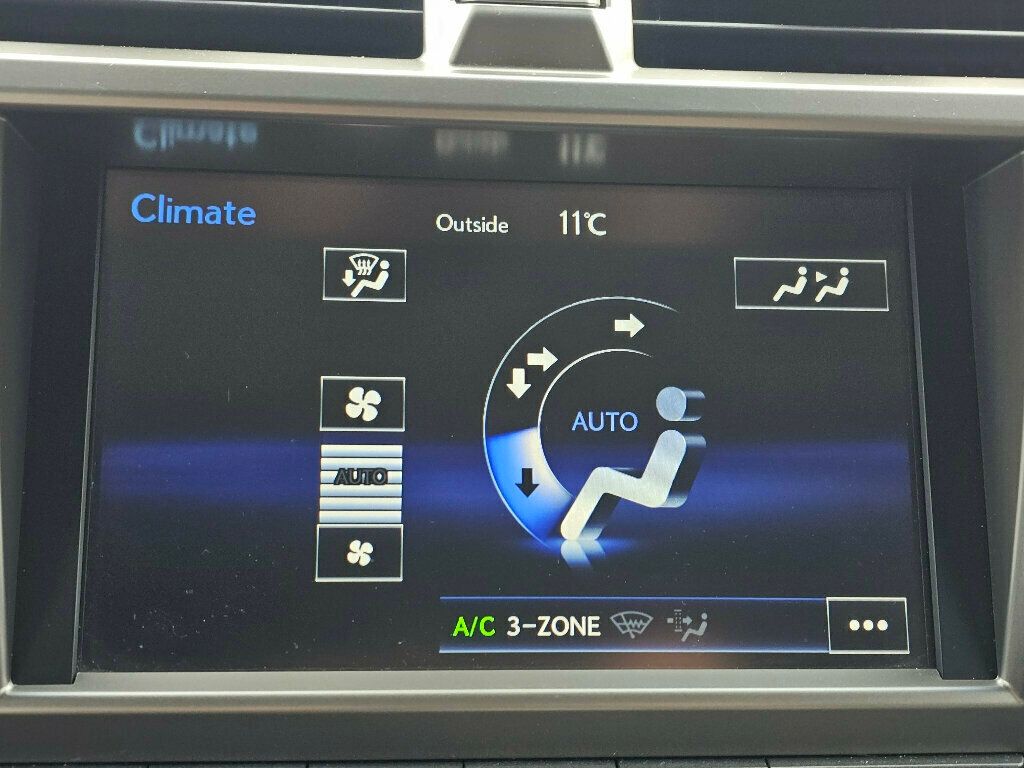 Climate
Outside 11℃
AUTO
AUTO
A/C 3-ZONE